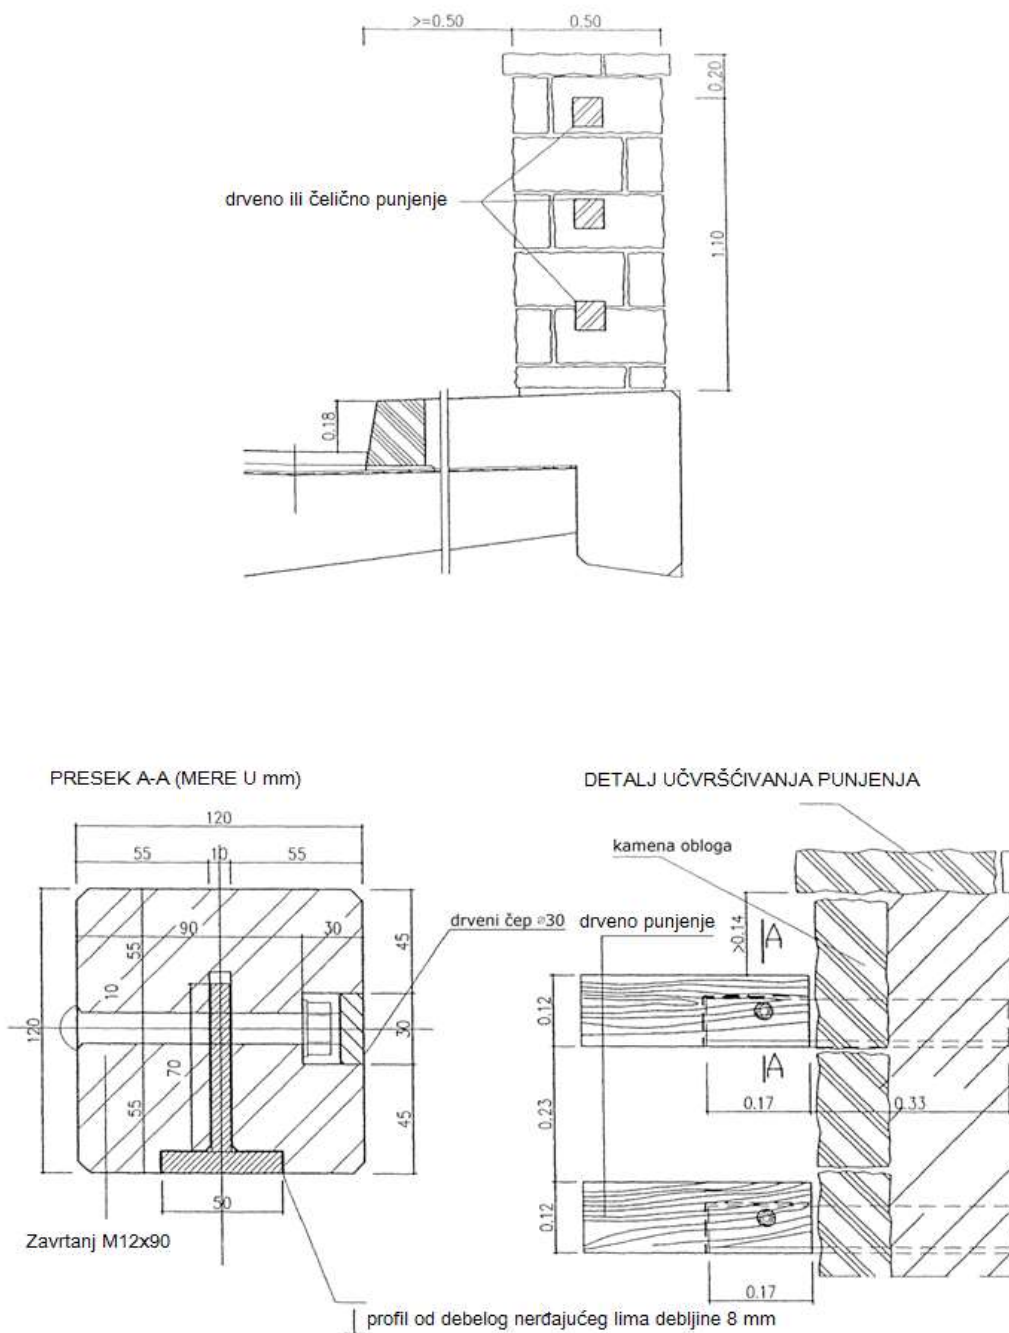 >=0.50
0.50
0.20
drveno ili čelično punjenje
1.10
0.18
PRESEK A-A (MERE U mm)
DETALJ UČVRŠĆIVANJA PUNJENJA
120
55 10 55
kamena obloga
90 30
drveni čep ⌀30
drveno punjenje
>0.14
A
55
45
10
120
30
0.12
70
A
55
45
0.17
0.33
0.23
50
0.12
Zavrtanj M12x90
0.17
profil od debelog nerđajućeg lima debljine 8 mm